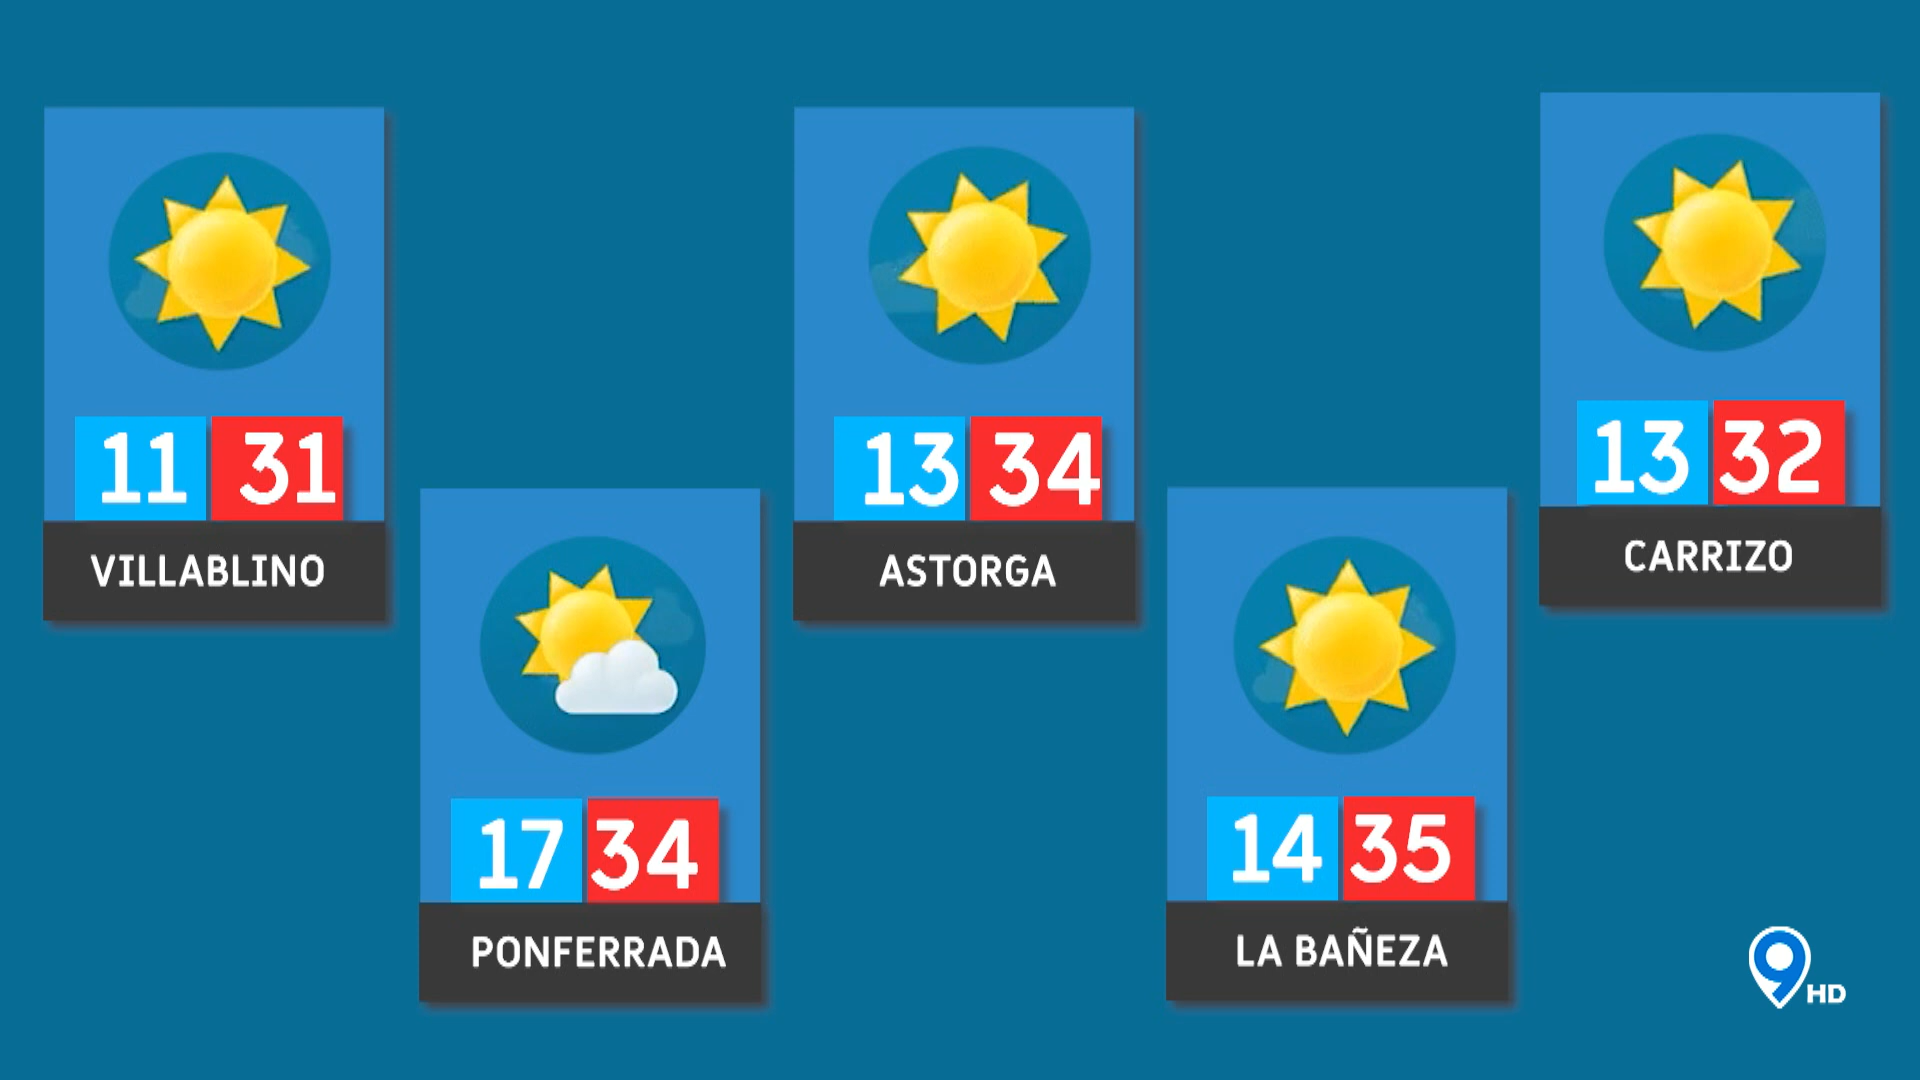 11 31
VILLABLINO
17 34
PONFERRADA
13 34
ASTORGA
14 35
LA BAÑEZA
13 32
CARRIZO
9 HD